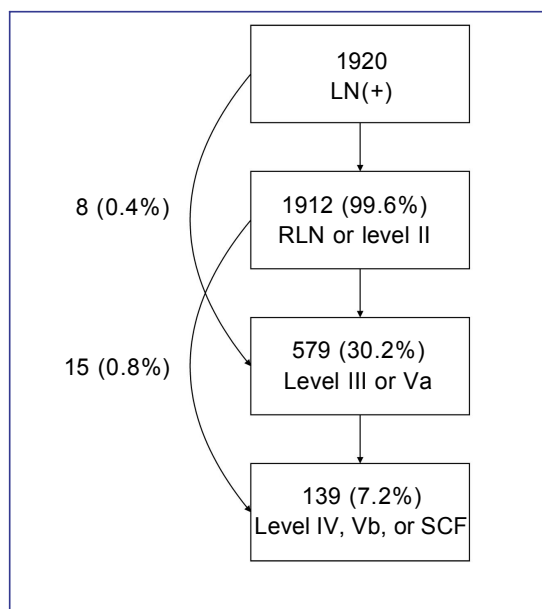 1920
LN(+)
8 (0.4%)
1912 (99.6%)
RLN or level II
15 (0.8%)
579 (30.2%)
Level III or Va
139 (7.2%)
Level IV, Vb, or SCF